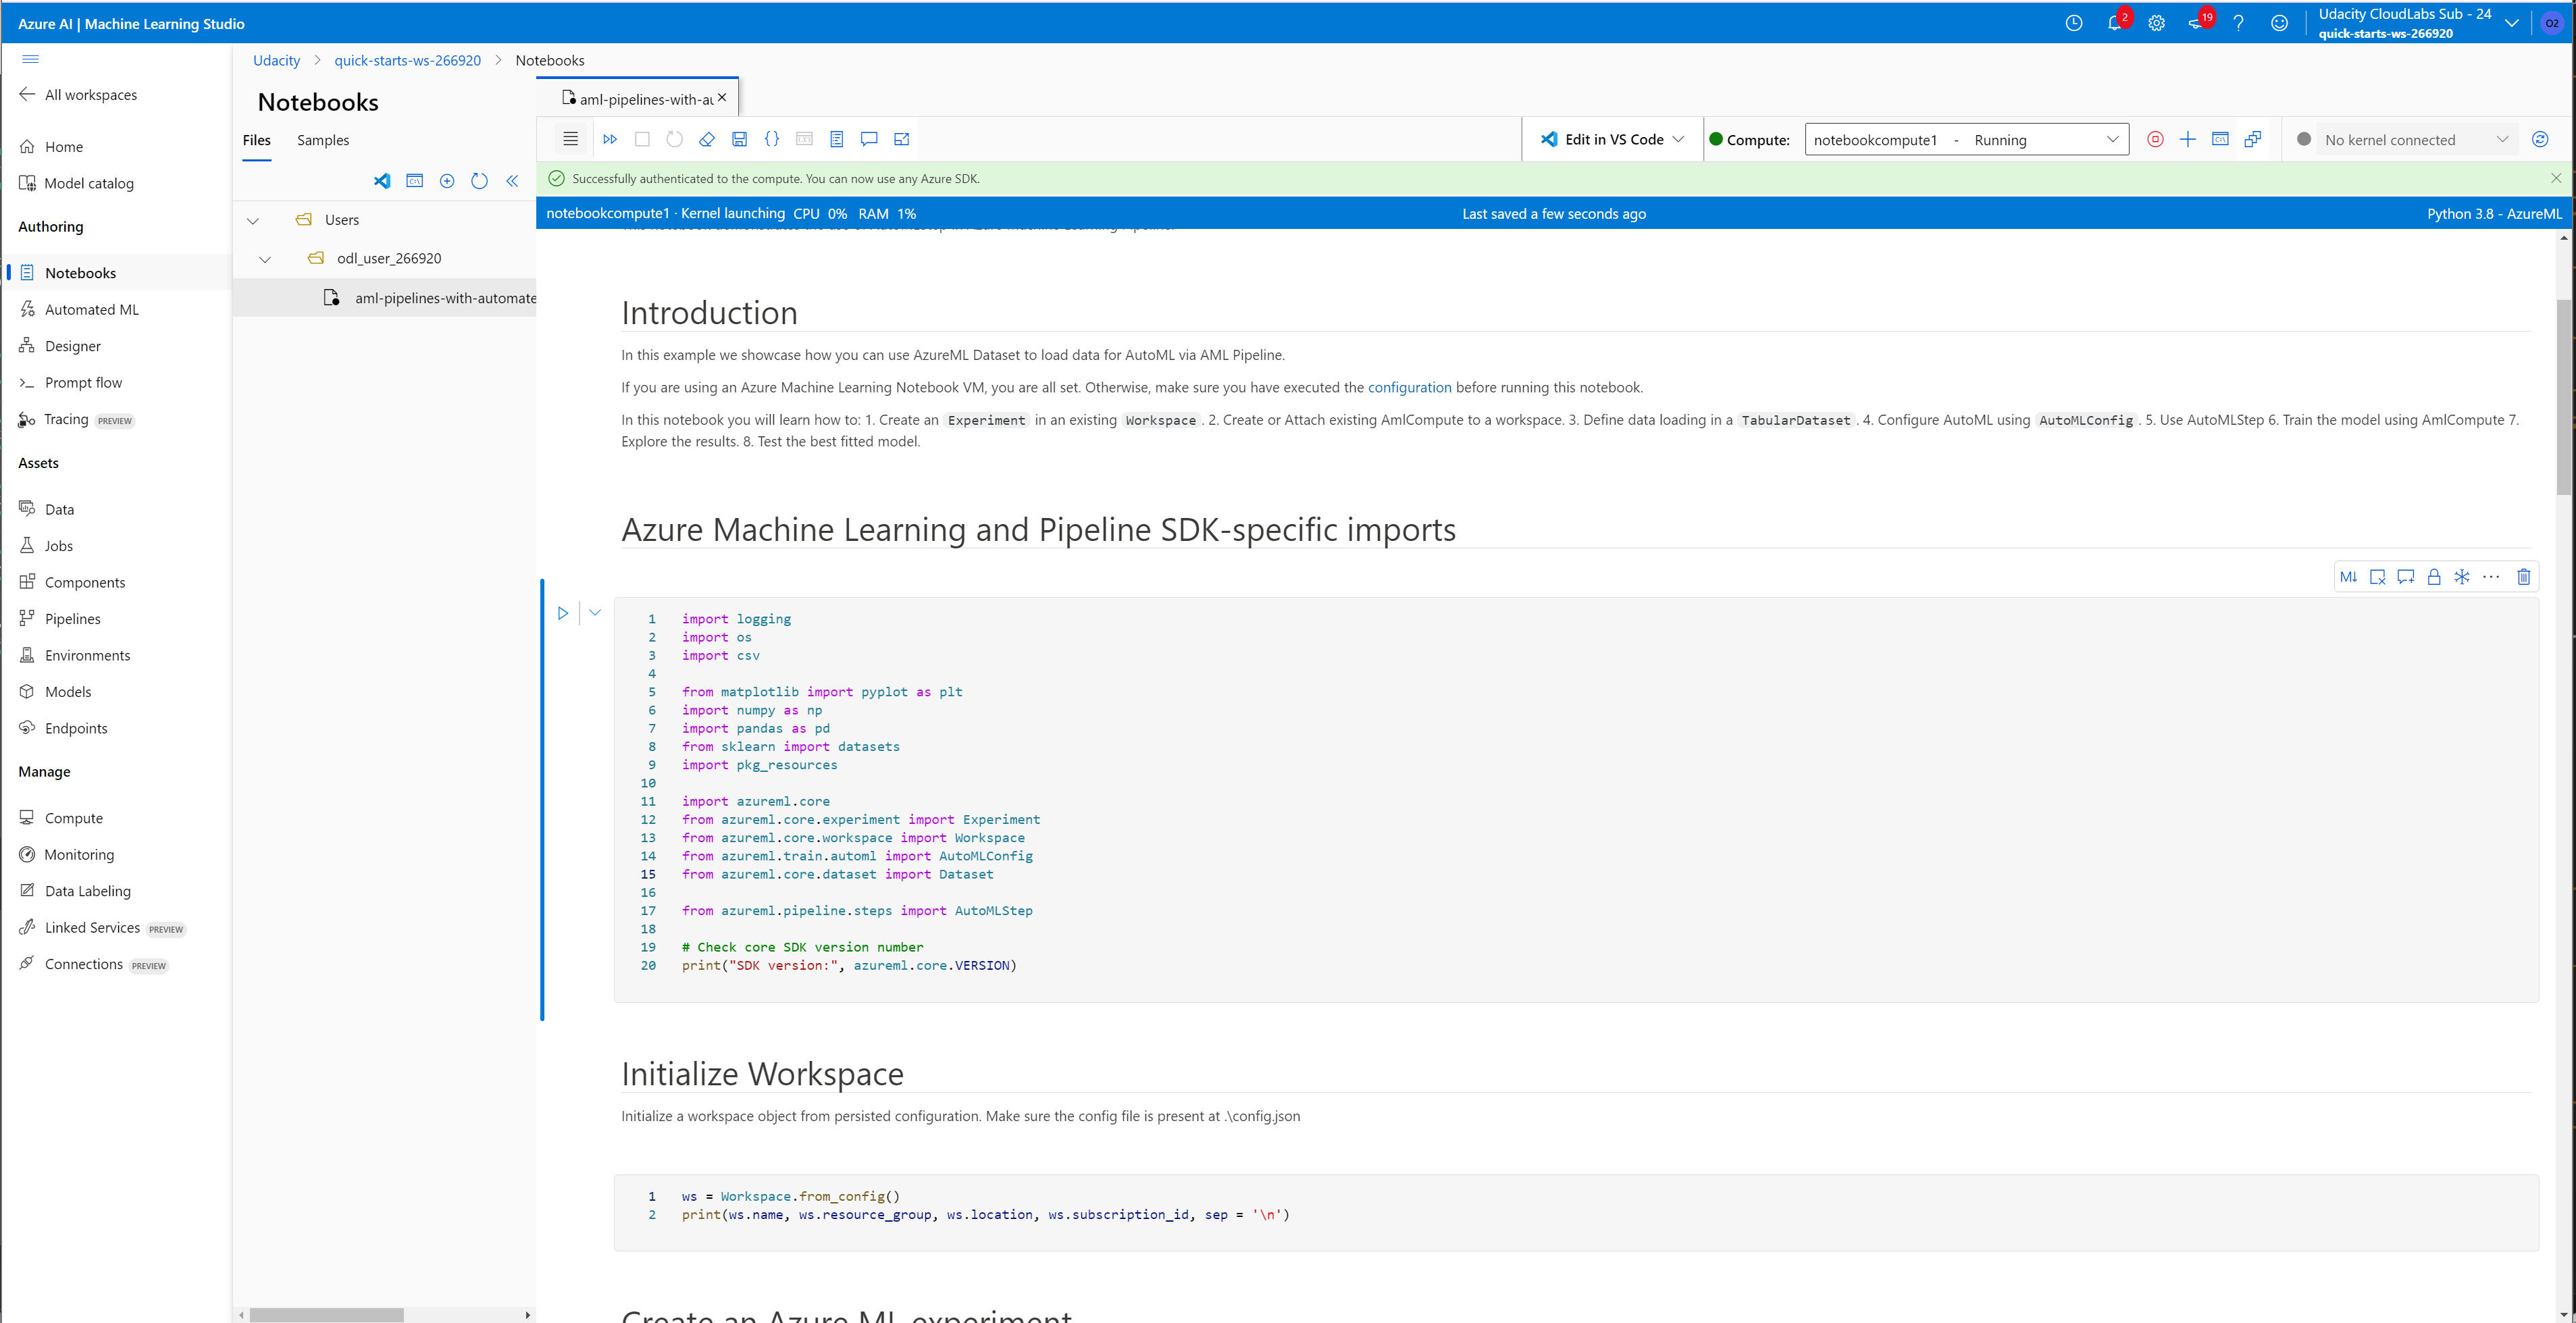 Azure AI | Machine Learning Studio
2
19
Udacity CloudLabs Sub - 24
quick-starts-ws-266920
O2
All workspaces
Home
Model catalog
Authoring
Notebooks
Automated ML
Designer
Prompt flow
Tracing PREVIEW
Assets
Data
Jobs
Components
Pipelines
Environments
Models
Endpoints
Manage
Compute
Monitoring
Data Labeling
Linked Services PREVIEW
Connections PREVIEW
Udacity > quick-starts-ws-266920 > Notebooks
Notebooks
Files Samples
Users
odl_user_266920
aml-pipelines-with-automate
aml-pipelines-with-au
Edit in VS Code
Compute: notebookcompute1 - Running
No kernel connected
Successfully authenticated to the compute. You can now use any Azure SDK.
notebookcompute1 · Kernel launching CPU 0% RAM 1%
Last saved a few seconds ago
Python 3.8 - AzureML
Introduction
In this example we showcase how you can use AzureML Dataset to load data for AutoML via AML Pipeline.
If you are using an Azure Machine Learning Notebook VM, you are all set. Otherwise, make sure you have executed the configuration before running this notebook.
In this notebook you will learn how to: 1. Create an Experiment in an existing Workspace . 2. Create or Attach existing AmlCompute to a workspace. 3. Define data loading in a TabularDataset . 4. Configure AutoML using AutoMLConfig . 5. Use AutoMLStep 6. Train the model using AmlCompute 7.
Explore the results. 8. Test the best fitted model.
Azure Machine Learning and Pipeline SDK-specific imports
M↓
1 import logging
2 import os
3 import csv
4
5 from matplotlib import pyplot as plt
6 import numpy as np
7 import pandas as pd
8 from sklearn import datasets
9 import pkg_resources
10
11 import azureml.core
12 from azureml.core.experiment import Experiment
13 from azureml.core.workspace import Workspace
14 from azureml.train.automl import AutoMLConfig
15 from azureml.core.dataset import Dataset
16
17 from azureml.pipeline.steps import AutoMLStep
18
19 # Check core SDK version number
20 print("SDK version:", azureml.core.VERSION)
Initialize Workspace
Initialize a workspace object from persisted configuration. Make sure the config file is present at .\config.json
1 ws = Workspace.from_config()
2 print(ws.name, ws.resource_group, ws.location, ws.subscription_id, sep = '\n')
Create an Azure ML experiment